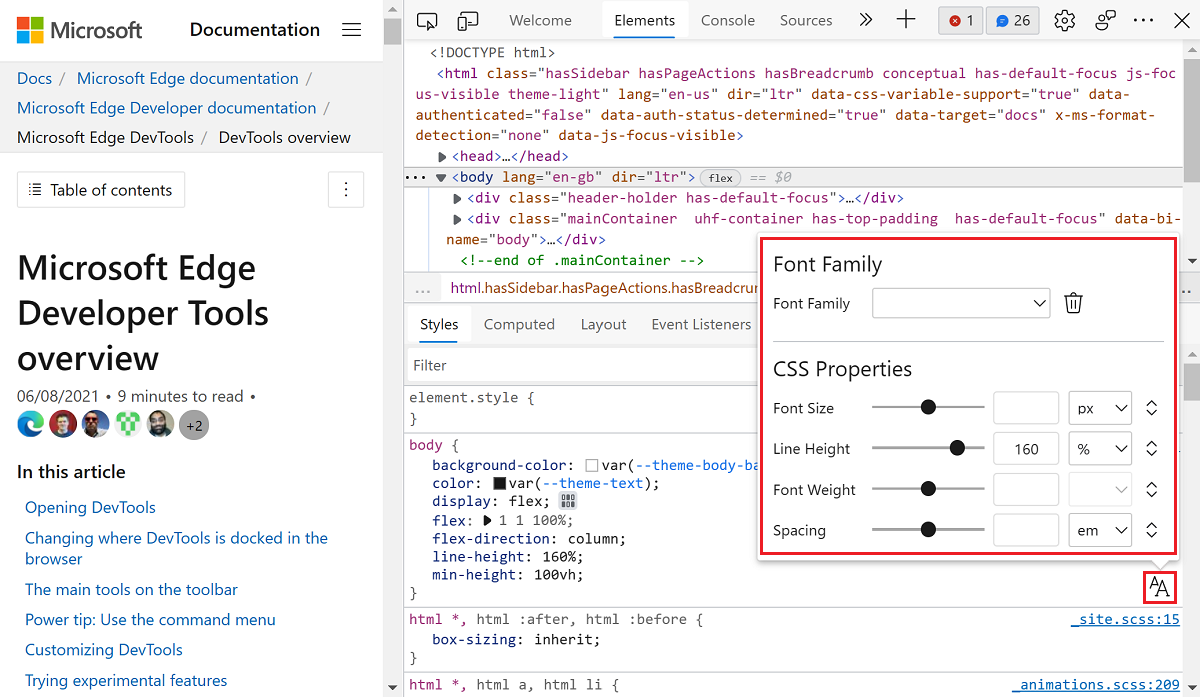 Microsoft
Documentation
Docs / Microsoft Edge documentation /
Microsoft Edge Developer documentation /
Microsoft Edge DevTools / DevTools overview
Table of contents
Microsoft Edge
Developer Tools
overview
06/08/2021 • 9 minutes to read •
+2
In this article
Opening DevTools
Changing where DevTools is docked in the
browser
The main tools on the toolbar
Power tip: Use the command menu
Customizing DevTools
Trying experimental features
Welcome Elements Console Sources 1 26
<!DOCTYPE html>
<html class="hasSidebar hasPageActions hasBreadcrumb conceptual has-default-focus js-foc
us-visible theme-light" lang="en-us" dir="ltr" data-css-variable-support="true" data-
authenticated="false" data-auth-status-determined="true" data-target="docs" x-ms-format-
detection="none" data-js-focus-visible>
<head>…</head>
<body lang="en-gb" dir="ltr"> flex == $0
<div class="header-holder has-default-focus">…</div>
<div class="mainContainer  uhf-container has-top-padding  has-default-focus" data-bi-
name="body">…</div>
<!--end of .mainContainer -->
... html.hasSidebar.hasPageActions.hasBreadcrum
Styles Computed Layout Event Listeners
Filter
element.style {
}
body {
background-color: var(--theme-body-ba
color: var(--theme-text);
display: flex;
flex: 1 1 100%;
flex-direction: column;
line-height: 160%;
min-height: 100vh;
}
html *, html :after, html :before { _site.scss:15
box-sizing: inherit;
}
html *, html a, html li { _animations.scss:209
Font Family
Font Family
CSS Properties
Font Size px
Line Height 160 %
Font Weight
Spacing em
AA